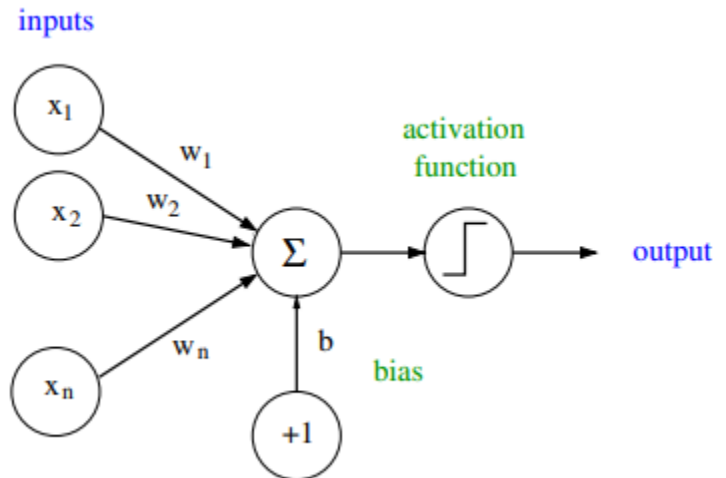 inputs
x1
w1
activation
function
x2
w2
Σ
output
wn
b
bias
xn
+1